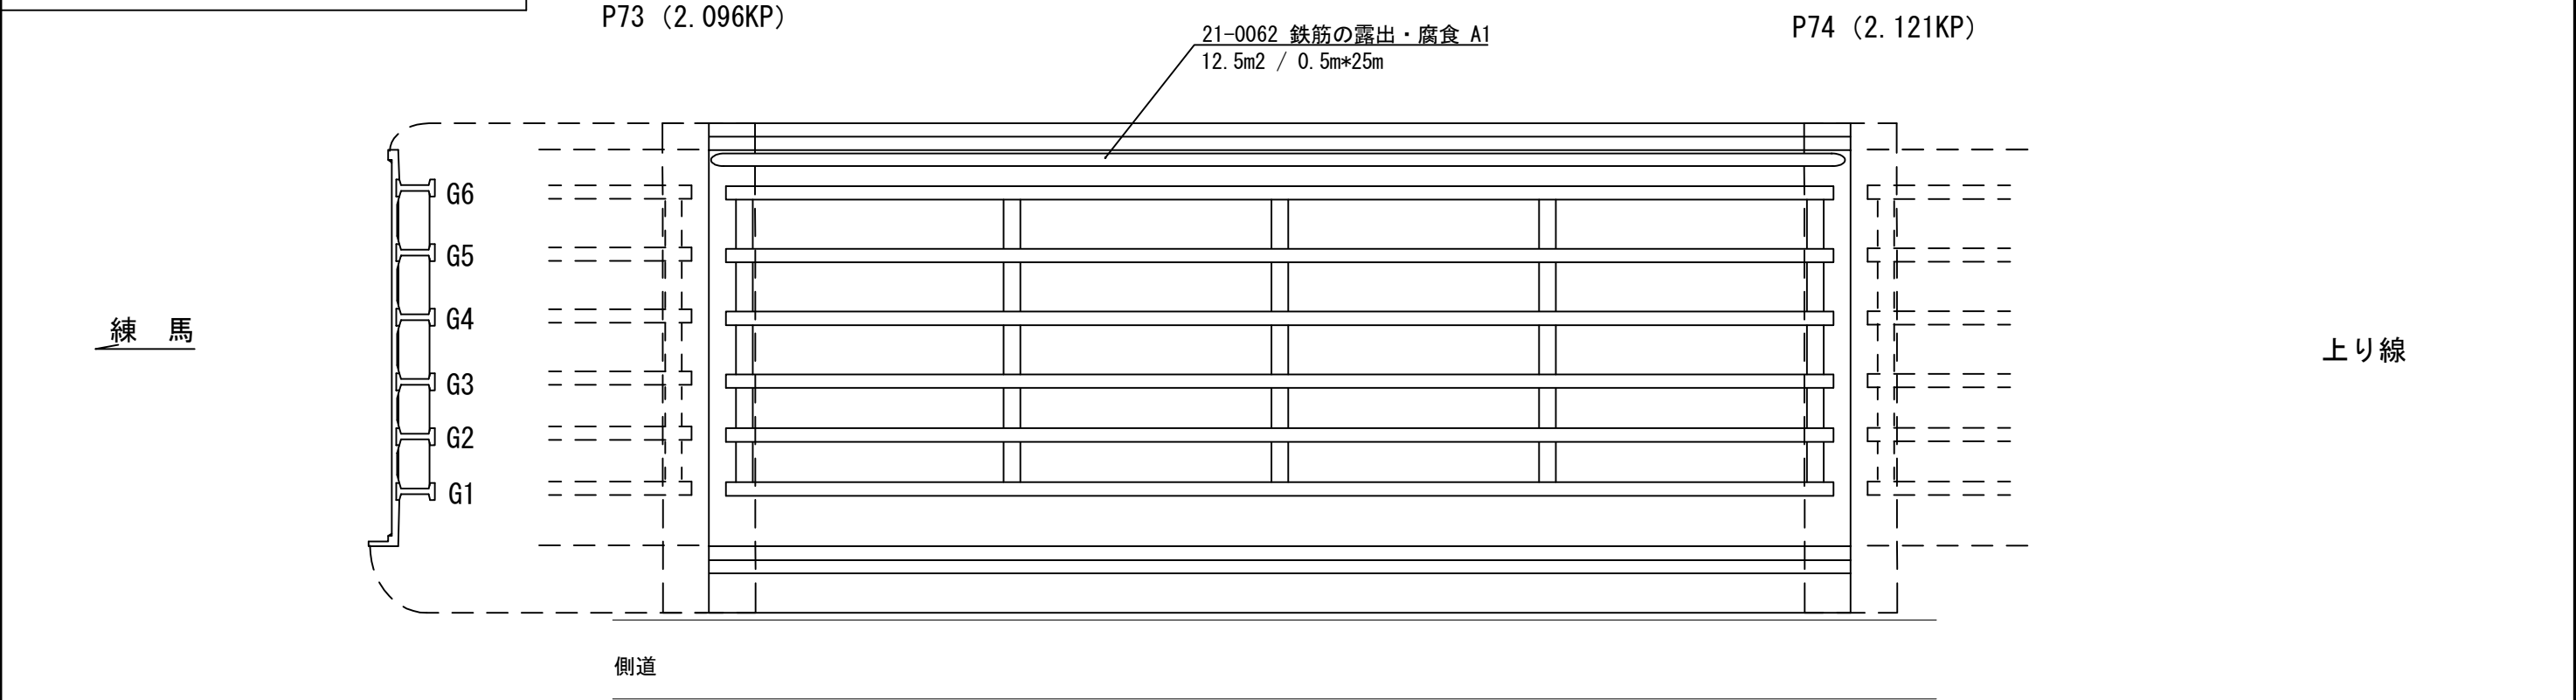 P73 (2.096KP)
21-0062 鉄筋の露出・腐食 A1
12.5m2 / 0.5m*25m
P74 (2.121KP)
G6
G5
G4
G3
G2
G1
練　馬
上り線
側道